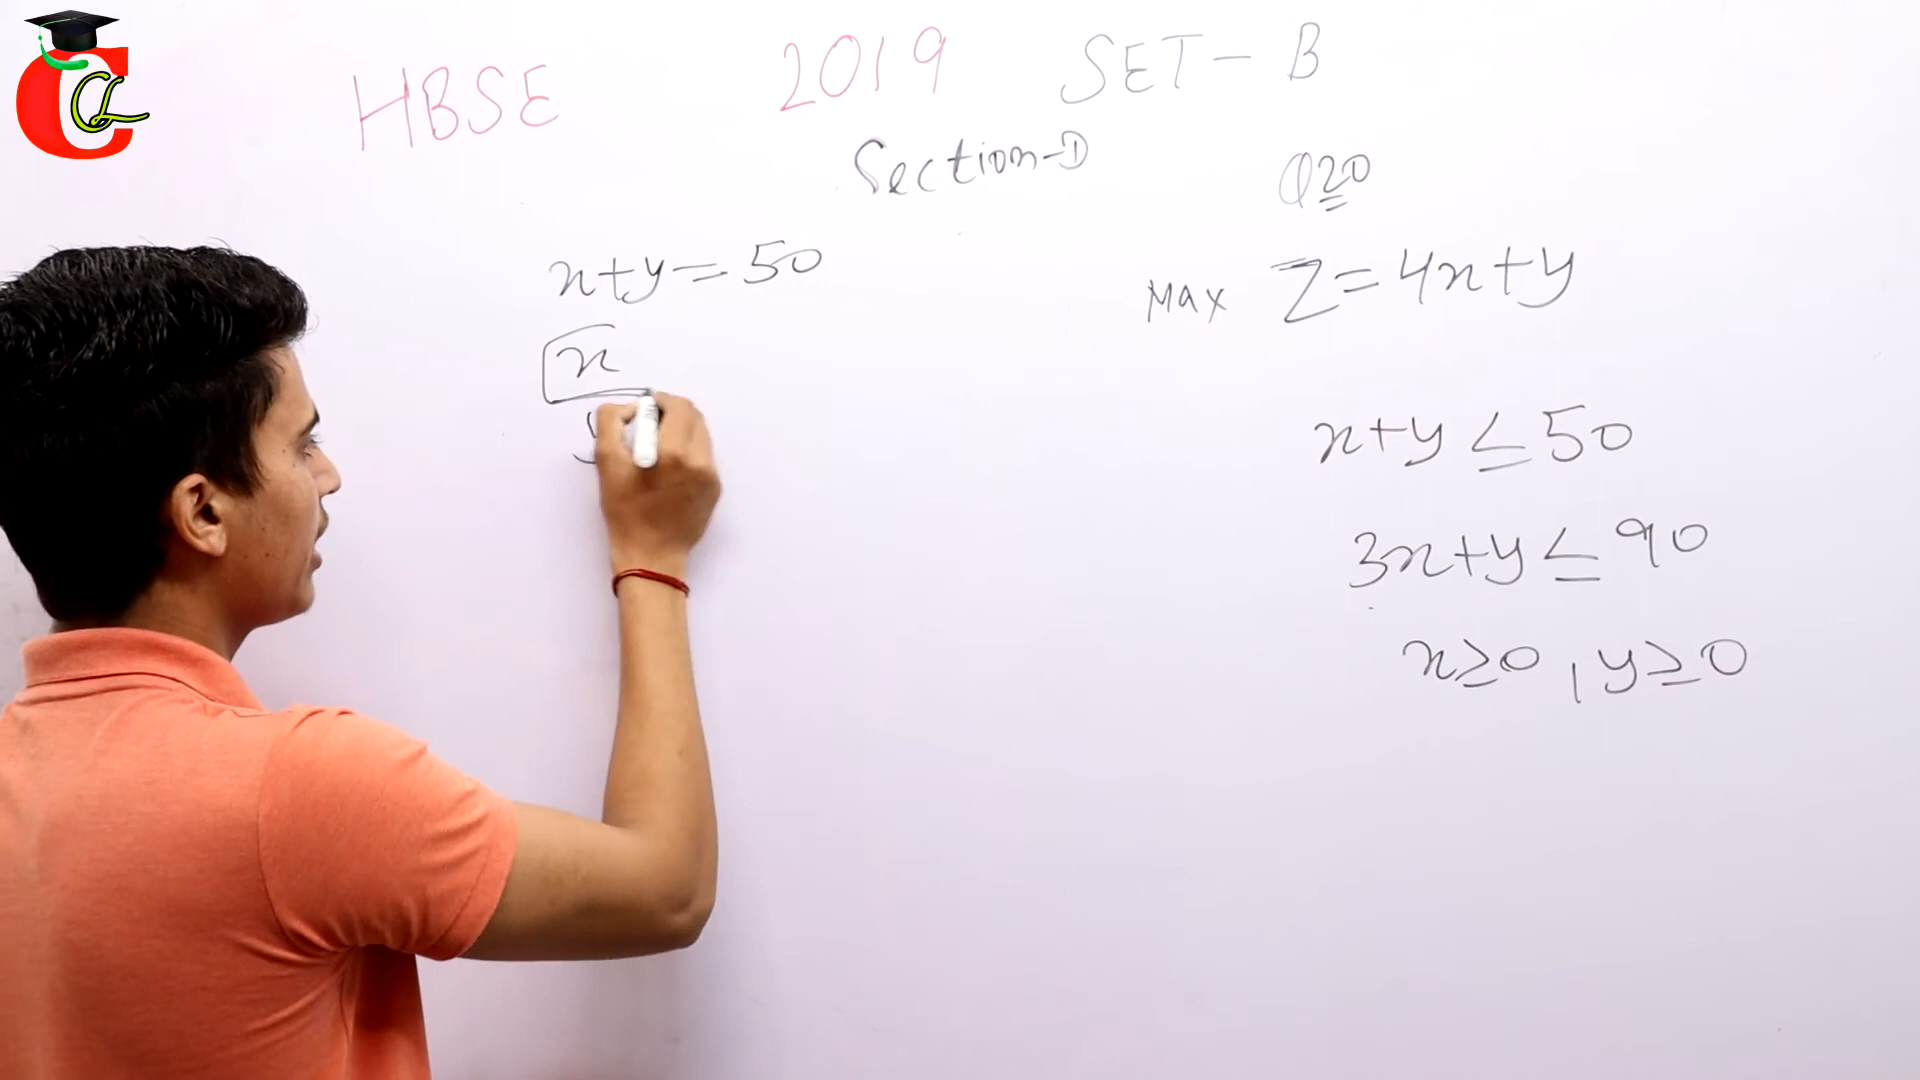 HBSE 2019 SET-B
Section-D
Q20
x+y=50
Max Z=4x+y
x
y
x+y≤50
3x+y≤90
x≥0, y≥0